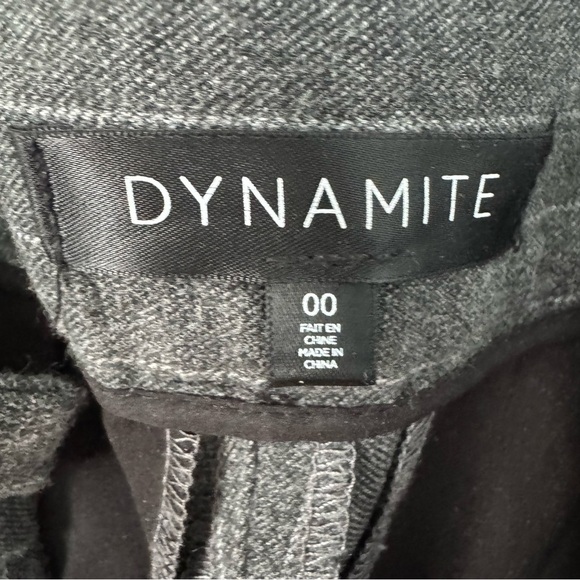 DYNAMITE
00
FAIT EN
CHINE
MADE IN
CHINA